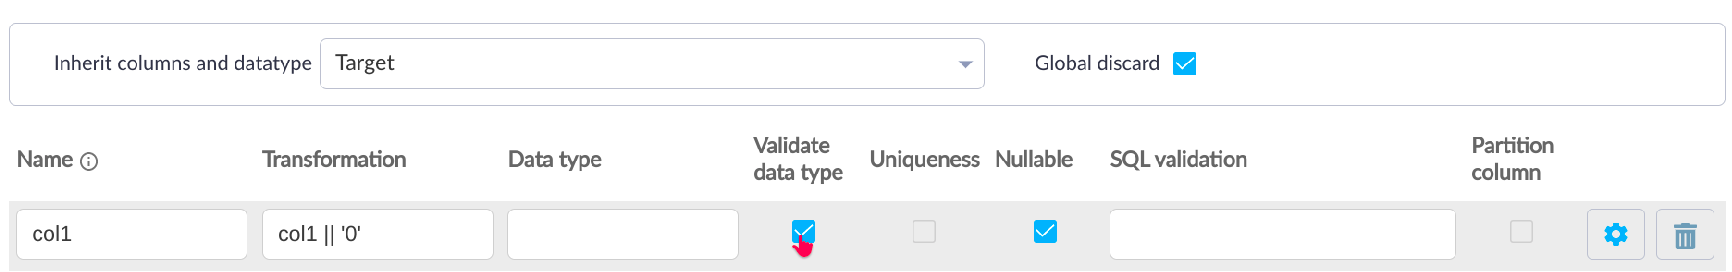 Inherit columns and datatype Target Global discard
Name Transformation Data type Validate data type Uniqueness Nullable SQL validation Partition column
col1 col1 || '0'